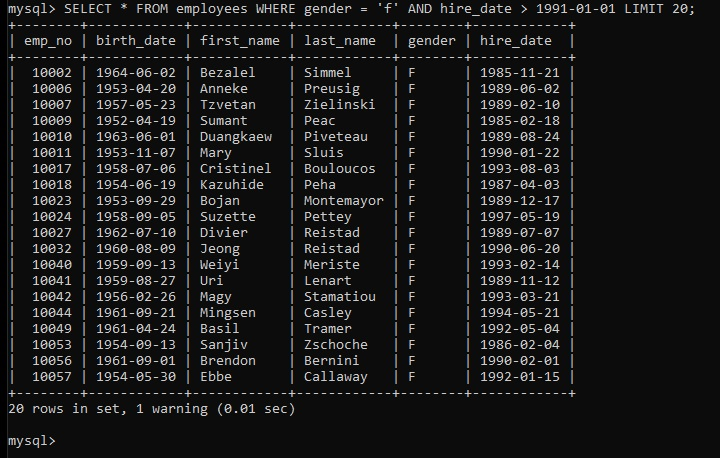 mysql> SELECT * FROM employees WHERE gender = 'f' AND hire_date > 1991-01-01 LIMIT 20;
+--------+------------+------------+------------+--------+------------+
| emp_no | birth_date | first_name | last_name  | gender | hire_date  |
+--------+------------+------------+------------+--------+------------+
|  10002 | 1964-06-02 | Bezalel    | Simmel     | F      | 1985-11-21 |
|  10006 | 1953-04-20 | Anneke     | Preusig    | F      | 1989-06-02 |
|  10007 | 1957-05-23 | Tzvetan    | Zielinski  | F      | 1989-02-10 |
|  10009 | 1952-04-19 | Sumant     | Peac       | F      | 1985-02-18 |
|  10010 | 1963-06-01 | Duangkaew  | Piveteau   | F      | 1989-08-24 |
|  10011 | 1953-11-07 | Mary       | Sluis      | F      | 1990-01-22 |
|  10017 | 1958-07-06 | Cristinel  | Bouloucos  | F      | 1993-08-03 |
|  10018 | 1954-06-19 | Kazuhide   | Peha       | F      | 1987-04-03 |
|  10023 | 1953-09-29 | Bojan      | Montemayor | F      | 1989-12-17 |
|  10024 | 1958-09-05 | Suzette    | Pettey     | F      | 1997-05-19 |
|  10027 | 1962-07-10 | Divier     | Reistad    | F      | 1989-07-07 |
|  10032 | 1960-08-09 | Jeong      | Reistad    | F      | 1990-06-20 |
|  10040 | 1959-09-13 | Weiyi      | Meriste    | F      | 1993-02-14 |
|  10041 | 1959-08-27 | Uri        | Lenart     | F      | 1989-11-12 |
|  10042 | 1956-02-26 | Magy       | Stamatiou  | F      | 1993-03-21 |
|  10044 | 1961-09-21 | Mingsen    | Casley     | F      | 1994-05-21 |
|  10049 | 1961-04-24 | Basil      | Tramer     | F      | 1992-05-04 |
|  10053 | 1954-09-13 | Sanjiv     | Zschoche   | F      | 1986-02-04 |
|  10056 | 1961-09-01 | Brendon    | Bernini    | F      | 1990-02-01 |
|  10057 | 1954-05-30 | Ebbe       | Callaway   | F      | 1992-01-15 |
+--------+------------+------------+------------+--------+------------+
20 rows in set, 1 warning (0.01 sec)
mysql>